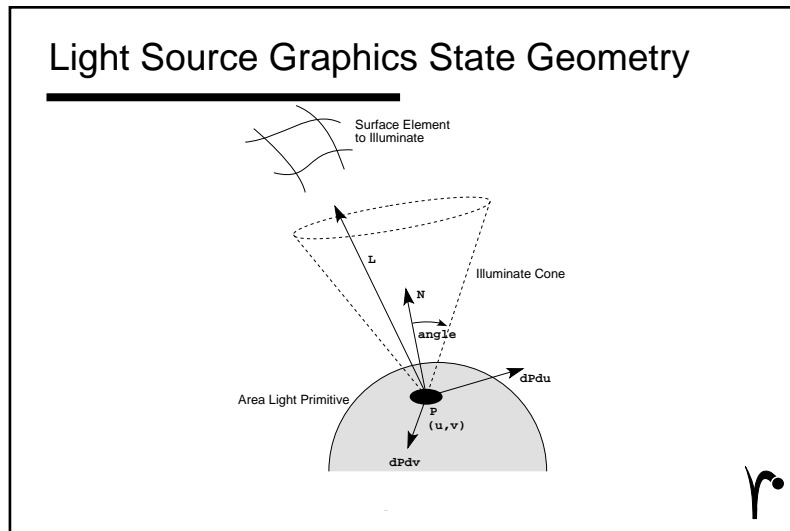 Light Source Graphics State Geometry
Surface Element
to Illuminate
L
N
Illuminate Cone
angle
dPdu
Area Light Primitive
P
(u,v)
dPdv